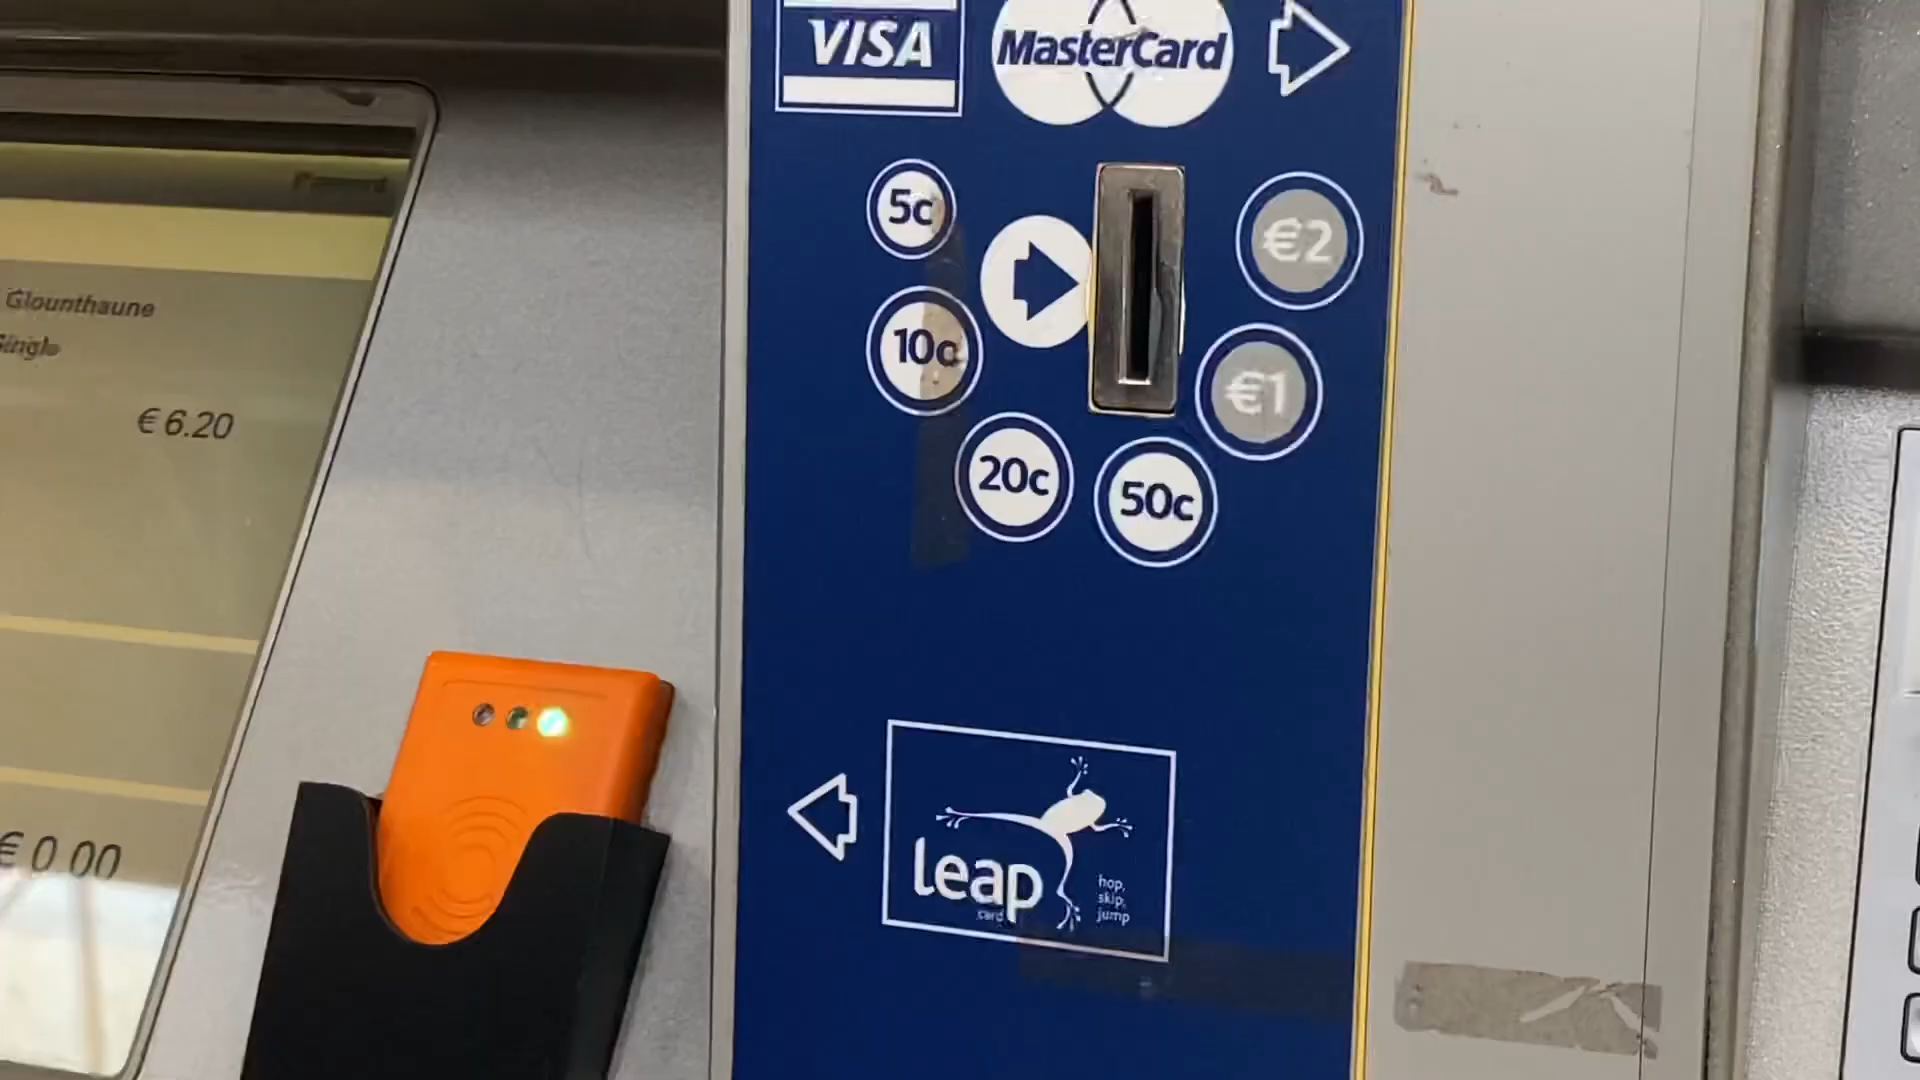 Glounthaune
Single
€ 6.20
€ 0 00
VISA
MasterCard
5c
10c
20c
50c
€1
€2
leap
card
hop,
skip,
jump